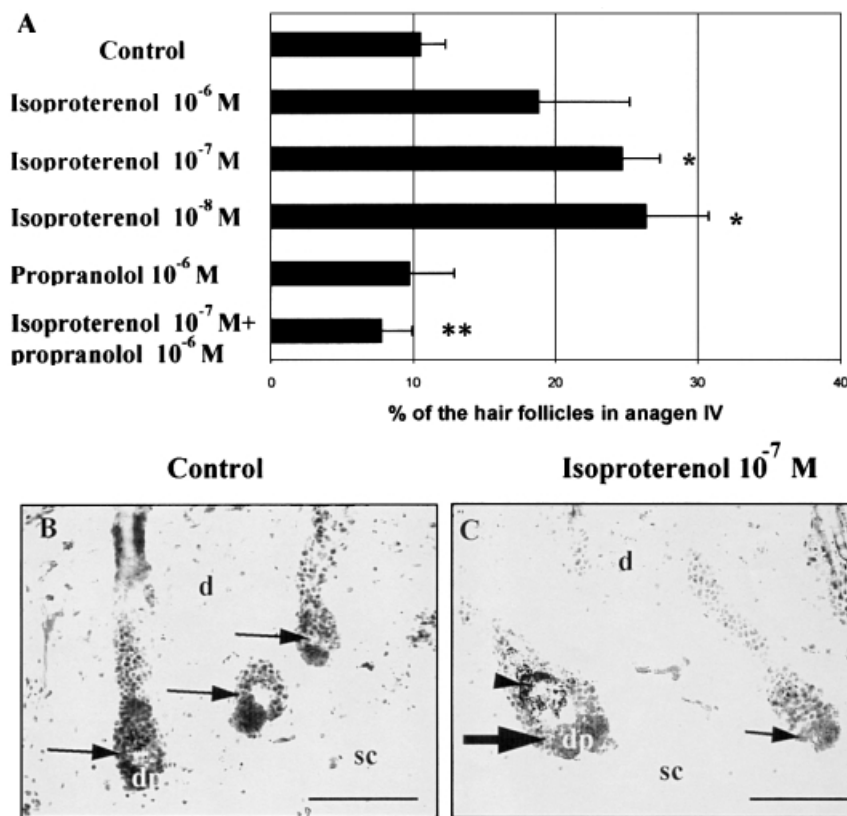 A
Control
Isoproterenol 10-6 M
Isoproterenol 10-7 M
*
Isoproterenol 10-8 M
*
Propranolol 10-6 M
Isoproterenol 10-7 M+
propranolol 10-6 M
**
0 10 20 30 40
% of the hair follicles in anagen IV
Control
Isoproterenol 10-7 M
B
d
dp
sc
C
d
dp
sc